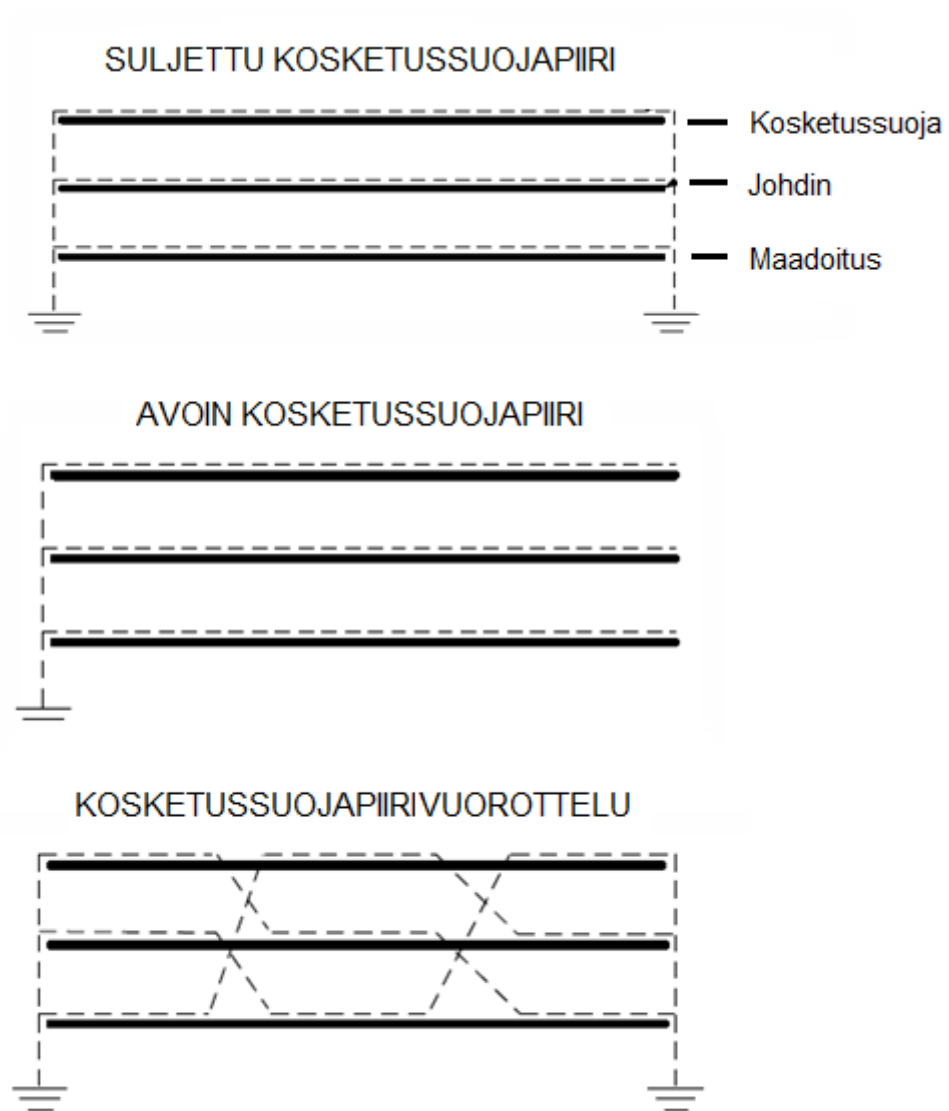 SULJETTU KOSKETUSSUOJAPIIRI
Kosketussuoja
Johdin
Maadoitus
AVOIN KOSKETUSSUOJAPIIRI
KOSKETUSSUOJAPIIRIVUOROTTELU